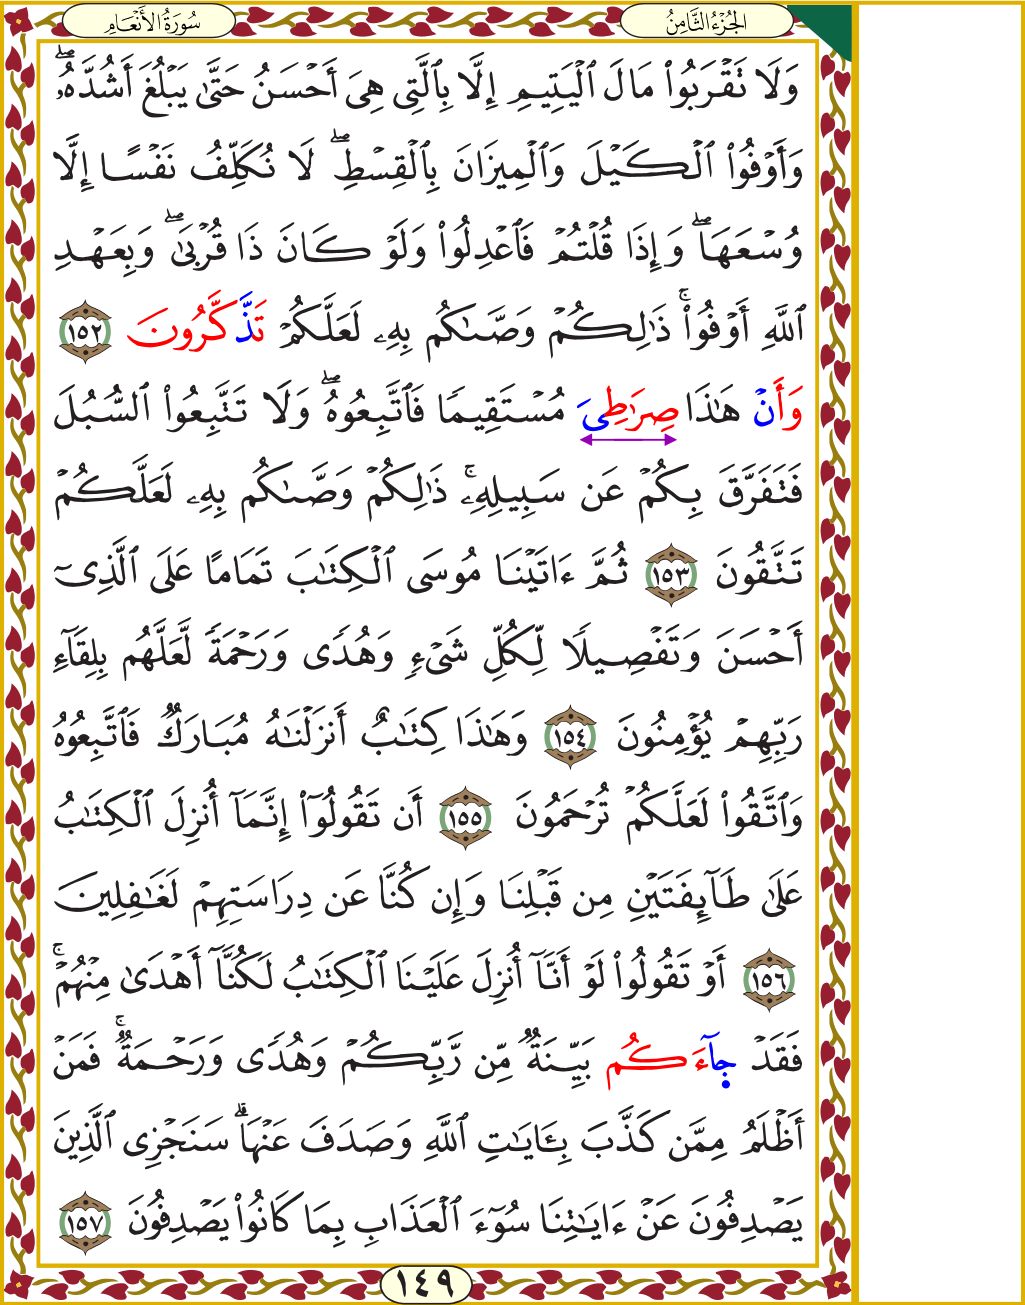 الجُزْءُ الثَّامِنُ
سُورَةُ الأَنْعَامِ
وَلَا تَقْرَبُوا۟ مَالَ ٱلْيَتِيمِ إِلَّا بِٱلَّتِى هِىَ أَحْسَنُ حَتَّىٰ يَبْلُغَ أَشُدَّهُۥۖ
وَأَوْفُوا۟ ٱلْكَيْلَ وَٱلْمِيزَانَ بِٱلْقِسْطِۖ لَا نُكَلِّفُ نَفْسًا إِلَّا
وُسْعَهَاۖ وَإِذَا قُلْتُمْ فَٱعْدِلُوا۟ وَلَوْ كَانَ ذَا قُرْبَىٰۖ وَبِعَهْدِ
ٱللَّهِ أَوْفُوا۟ۚ ذَٰلِكُمْ وَصَّىٰكُم بِهِۦ لَعَلَّكُمْ تَذَّكَّرُونَ ١٥٢
وَأَنْ هَٰذَا صِرَٰطِىَ مُسْتَقِيمًا فَٱتَّبِعُوهُۖ وَلَا تَتَّبِعُوا۟ ٱلسُّبُلَ
فَتَفَرَّقَ بِكُمْ عَن سَبِيلِهِۦۚ ذَٰلِكُمْ وَصَّىٰكُم بِهِۦ لَعَلَّكُمْ
تَتَّقُونَ ١٥٣ ثُمَّ ءَاتَيْنَا مُوسَى ٱلْكِتَٰبَ تَمَامًا عَلَى ٱلَّذِىٓ
أَحْسَنَ وَتَفْصِيلًا لِّكُلِّ شَىْءٍ وَهُدًى وَرَحْمَةً لَّعَلَّهُم بِلِقَآءِ
رَبِّهِمْ يُؤْمِنُونَ ١٥٤ وَهَٰذَا كِتَٰبٌ أَنزَلْنَٰهُ مُبَارَكٌ فَٱتَّبِعُوهُ
وَٱتَّقُوا۟ لَعَلَّكُمْ تُرْحَمُونَ ١٥٥ أَن تَقُولُوٓا۟ إِنَّمَآ أُنزِلَ ٱلْكِتَٰبُ
عَلَىٰ طَآئِفَتَيْنِ مِن قَبْلِنَا وَإِن كُنَّا عَن دِرَاسَتِهِمْ لَغَٰفِلِينَ
١٥٦ أَوْ تَقُولُوا۟ لَوْ أَنَّآ أُنزِلَ عَلَيْنَا ٱلْكِتَٰبُ لَكُنَّآ أَهْدَىٰ مِنْهُمْۚ
فَقَدْ جَآءَكُم بَيِّنَةٌ مِّن رَّبِّكُمْ وَهُدًى وَرَحْمَةٌۚ فَمَنْ
أَظْلَمُ مِمَّن كَذَّبَ بِـَٔايَٰتِ ٱللَّهِ وَصَدَفَ عَنْهَاۗ سَنَجْزِى ٱلَّذِينَ
يَصْدِفُونَ عَنْ ءَايَٰتِنَا سُوٓءَ ٱلْعَذَابِ بِمَا كَانُوا۟ يَصْدِفُونَ ١٥٧
١٤٩